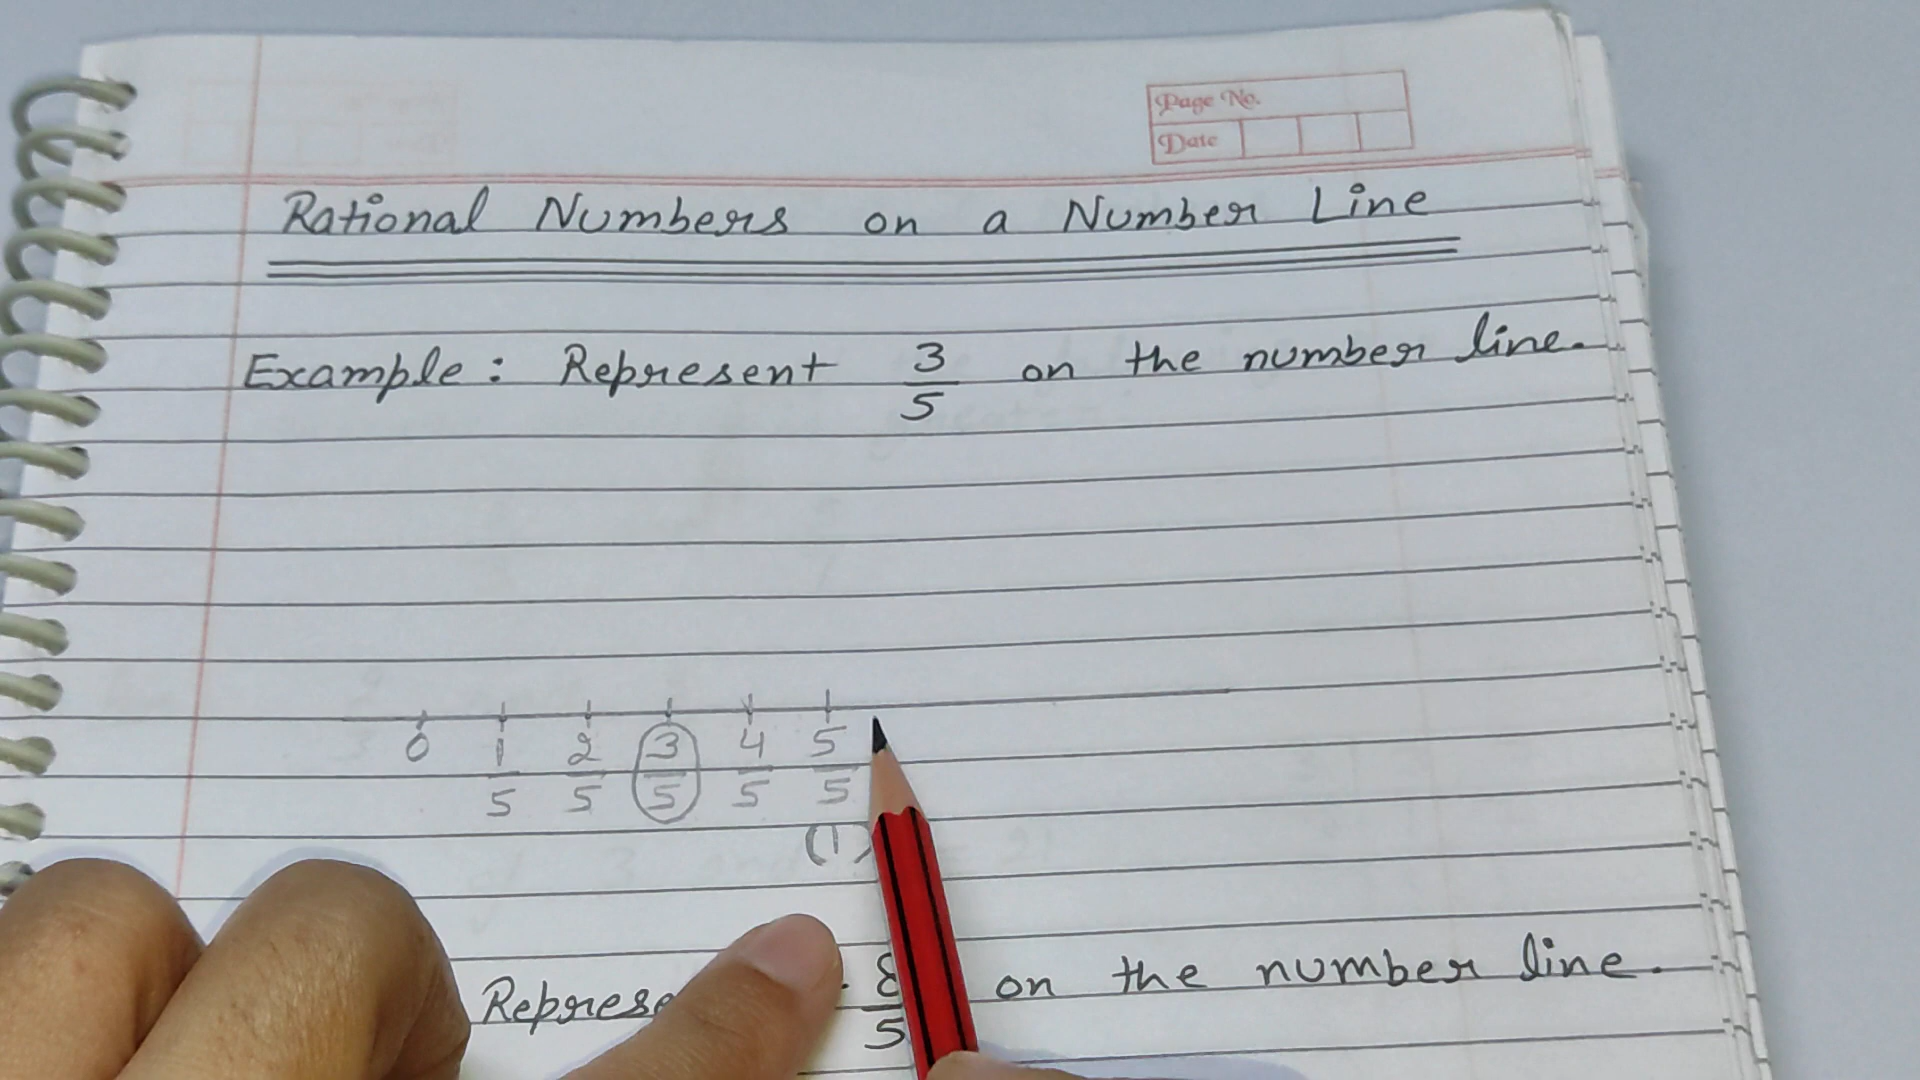 Page No.
Date
Rational Numbers on a Number Line
Example: Represent 3/5 on the number line.
0 1/5 2/5 3/5 4/5 5/5
(1)
on the number line.